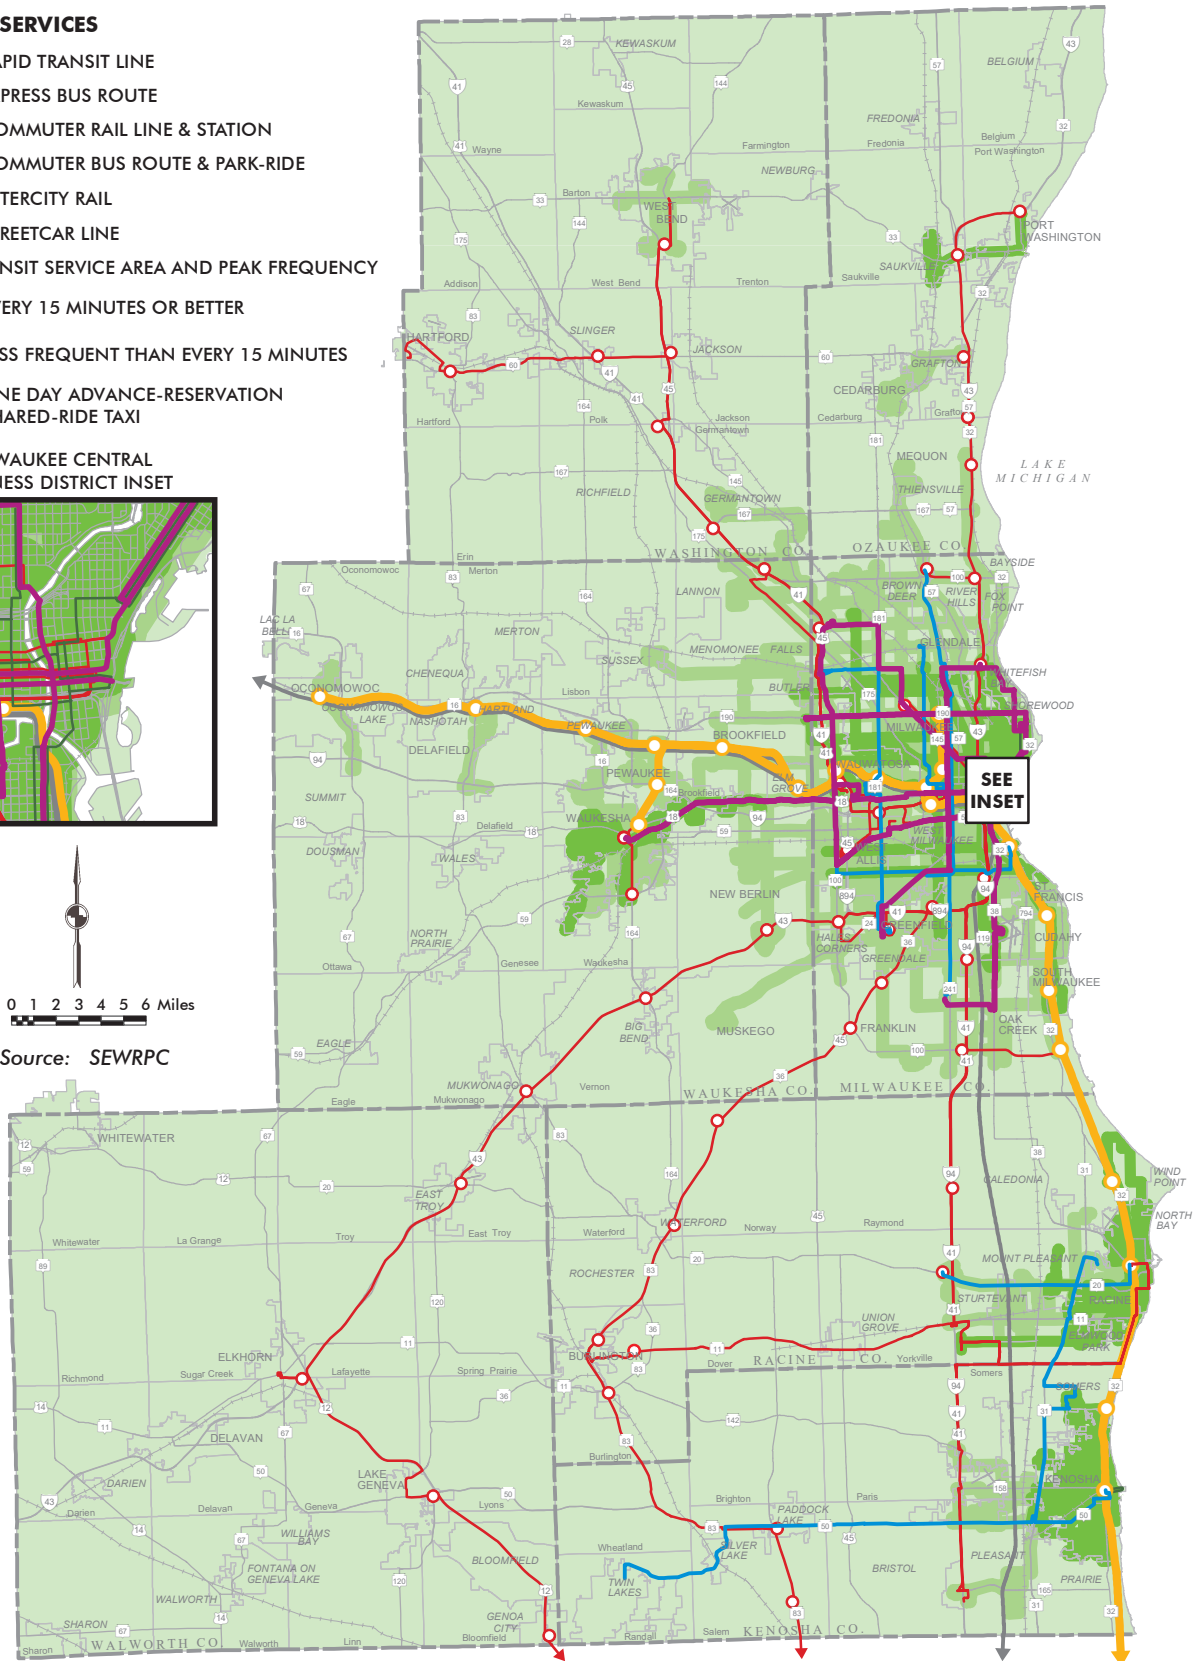 SERVICES
APID TRANSIT LINE
PRESS BUS ROUTE
OMMUTER RAIL LINE & STATION
OMMUTER BUS ROUTE & PARK-RIDE
TERCITY RAIL
REETCAR LINE
NSIT SERVICE AREA AND PEAK FREQUENCY
ERY 15 MINUTES OR BETTER
SS FREQUENT THAN EVERY 15 MINUTES
NE DAY ADVANCE-RESERVATION
HARED-RIDE TAXI
WAUKEE CENTRAL
NESS DISTRICT INSET
0 1 2 3 4 5 6 Miles
Source: SEWRPC
KEWASKUM
Kewaskum
Wayne
BELGIUM
FREDONIA
Fredonia
Belgium
Port Washington
Farmington
NEWBURG
Barton
WEST
BEND
PORT
WASHINGTON
SAUKVILLE
Saukville
Addison
West Bend
Trenton
HARTFORD
SLINGER
JACKSON
GRAFTON
CEDARBURG
Hartford
Polk
Jackson
Germantown
Cedarburg
Grafton
MEQUON
LAKE
MICHIGAN
RICHFIELD
GERMANTOWN
THIENSVILLE
WASHINGTON CO.
OZAUKEE CO.
Erin
Oconomowoc
Merton
BAYSIDE
BROWN
DEER
RIVER
HILLS
FOX
POINT
LANNON
LAC LA
BELLE
MERTON
SUSSEX
MENOMONEE FALLS
GLENDALE
WHITEFISH
CHENEQUA
OCONOMOWOC
OCONOMOWOC
LAKE
NASHOTAH
HARTLAND
Lisbon
PEWAUKEE
BUTLER
SHOREWOOD
DELAFIELD
BROOKFIELD
MILWAUKEE
WAUWATOSA
ELM
GROVE
PEWAUKEE
Brookfield
SEE
INSET
SUMMIT
WAUKESHA
Delafield
DOUSMAN
WALES
WEST
MILWAUKEE
WEST
ALLIS
NEW BERLIN
ST.
FRANCIS
CUDAHY
GREENFIELD
HALES
CORNERS
GREENDALE
NORTH
PRAIRIE
Ottawa
Genesee
Waukesha
SOUTH
MILWAUKEE
BIG
BEND
MUSKEGO
FRANKLIN
OAK
CREEK
EAGLE
Eagle
MUKWONAGO
Mukwonago
Vernon
WAUKESHA CO.
MILWAUKEE CO.
WHITEWATER
EAST
TROY
CALEDONIA
WIND
POINT
NORTH
BAY
Whitewater
La Grange
Troy
East Troy
Waterford
WATERFORD
Norway
Raymond
ROCHESTER
MOUNT PLEASANT
STURTEVANT
RACINE
UNION
GROVE
ELMWOOD
PARK
ELKHORN
Richmond
Sugar Creek
Lafayette
Spring Prairie
BURLINGTON
Dover
RACINE CO.
Yorkville
Somers
SOMERS
DELAVAN
Burlington
DARIEN
Darien
Delavan
Geneva
LAKE
GENEVA
Lyons
Brighton
Paris
KENOSHA
PADDOCK
LAKE
WILLIAMS
BAY
FONTANA ON
GENEVA LAKE
BLOOMFIELD
Wheatland
SILVER
LAKE
TWIN
LAKES
BRISTOL
PLEASANT
PRAIRIE
WALWORTH
SHARON
Sharon
WALWORTH CO.
Walworth
Linn
GENOA
CITY
Bloomfield
Randall
Salem
KENOSHA CO.